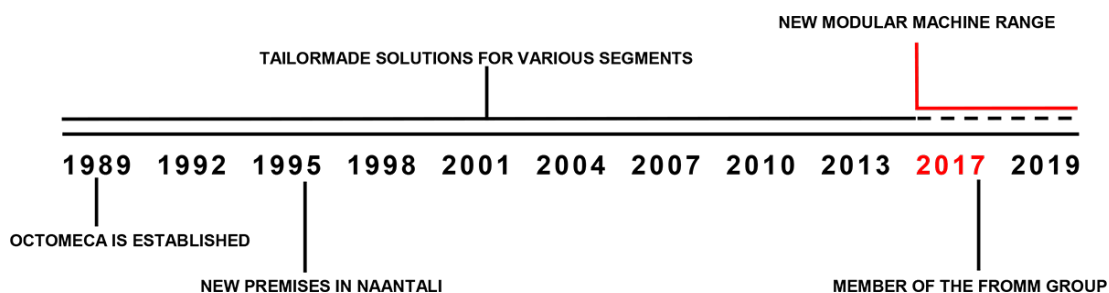 NEW MODULAR MACHINE RANGE
TAILORMADE SOLUTIONS FOR VARIOUS SEGMENTS
1989 1992 1995 1998 2001 2004 2007 2010 2013 2017 2019
OCTOMECA IS ESTABLISHED
NEW PREMISES IN NAANTALI
MEMBER OF THE FROMM GROUP